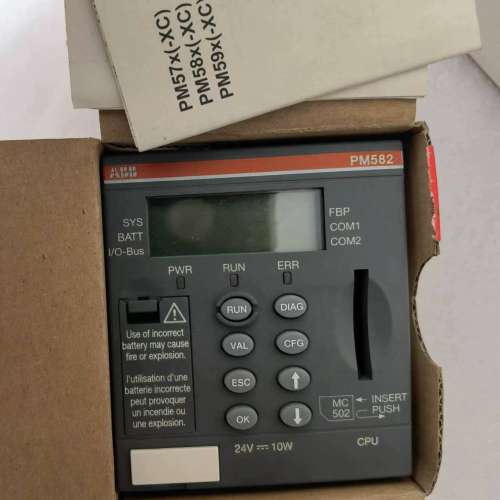 PM57x(-XC)
PM58x(-XC)
PM59x(-XC)
ABB
PM582
SYS
BATT
I/O-Bus
FBP
COM1
COM2
PWR
RUN
ERR
Use of incorrect
battery may cause
fire or explosion.
l'utilisation d'une
batterie incorrecte
peut provoquer
un incendie ou
une explosion.
RUN
DIAG
VAL
CFG
ESC
OK
MC
502
INSERT
PUSH
24V 10W
CPU